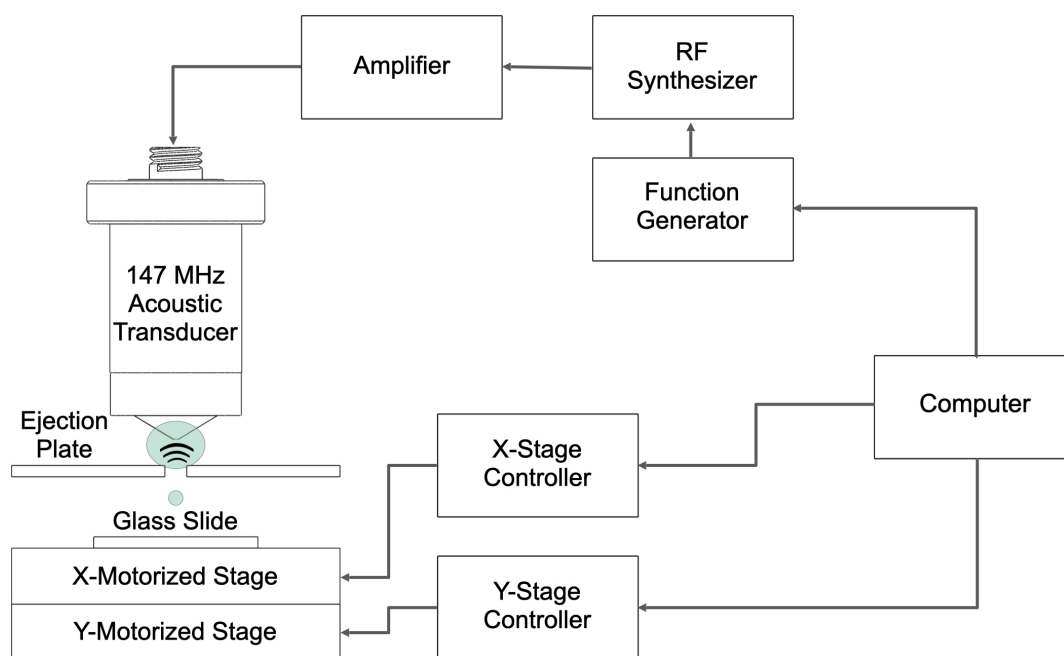 Amplifier
RF
Synthesizer
Function
Generator
147 MHz
Acoustic
Transducer
Ejection
Plate
Computer
X-Stage
Controller
Glass Slide
X-Motorized Stage
Y-Stage
Controller
Y-Motorized Stage